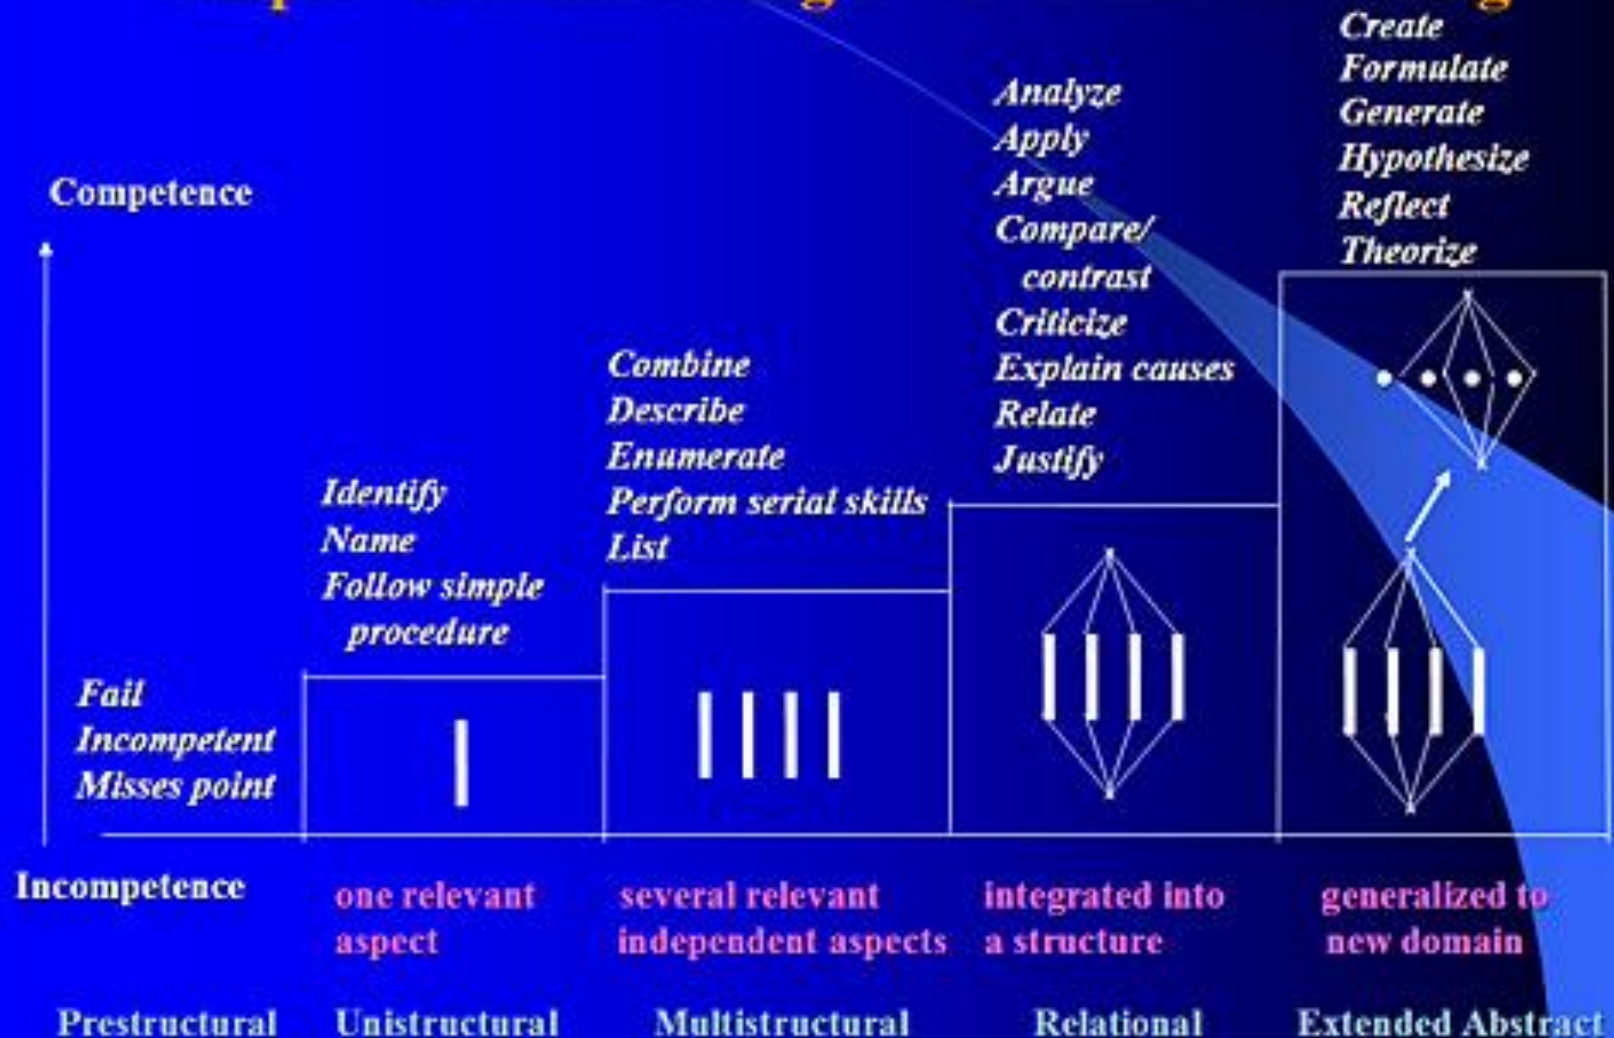 Create
Formulate
Generate
Hypothesize
Reflect
Theorize
Analyze
Apply
Argue
Compare/
contrast
Criticize
Explain causes
Relate
Justify
Competence
Combine
Describe
Enumerate
Perform serial skills
List
Identify
Name
Follow simple
procedure
Fail
Incompetent
Misses point
Incompetence
one relevant
aspect
several relevant
independent aspects
integrated into
a structure
generalized to
new domain
Prestructural
Unistructural
Multistructural
Relational
Extended Abstract